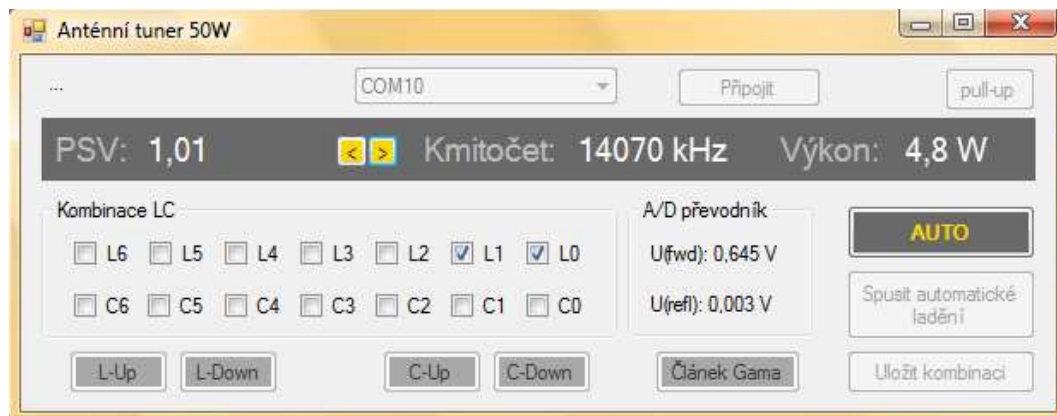 Anténní tuner 50W
... COM10 Připojit pull-up
PSV: 1,01 < > Kmitočet: 14070 kHz Výkon: 4,8 W
Kombinace LC A/D převodník
AUTO
L6 L5 L4 L3 L2 L1 L0 U(fwd): 0,645 V
C6 C5 C4 C3 C2 C1 C0 U(refl): 0,003 V
Spusit automatické
ladění
L-Up L-Down C-Up C-Down Článek Gama Uložit kombinaci